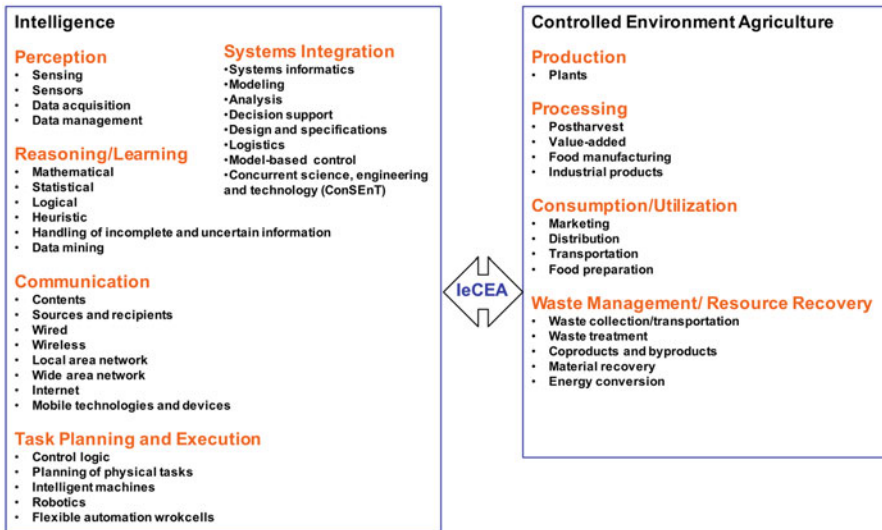 Intelligence
Perception
• Sensing
• Sensors
• Data acquisition
• Data management
Reasoning/Learning
• Mathematical
• Statistical
• Logical
• Heuristic
• Handling of incomplete and uncertain information
• Data mining
Communication
• Contents
• Sources and recipients
• Wired
• Wireless
• Local area network
• Wide area network
• Internet
• Mobile technologies and devices
Task Planning and Execution
• Control logic
• Planning of physical tasks
• Intelligent machines
• Robotics
• Flexible automation wrokcells
Systems Integration
•Systems informatics
•Modeling
•Analysis
•Decision support
•Design and specifications
•Logistics
•Model-based control
•Concurrent science, engineering
and technology (ConSEnT)
IeCEA
Controlled Environment Agriculture
Production
• Plants
Processing
• Postharvest
• Value-added
• Food manufacturing
• Industrial products
Consumption/Utilization
• Marketing
• Distribution
• Transportation
• Food preparation
Waste Management/ Resource Recovery
• Waste collection/transportation
• Waste treatment
• Coproducts and byproducts
• Material recovery
• Energy conversion